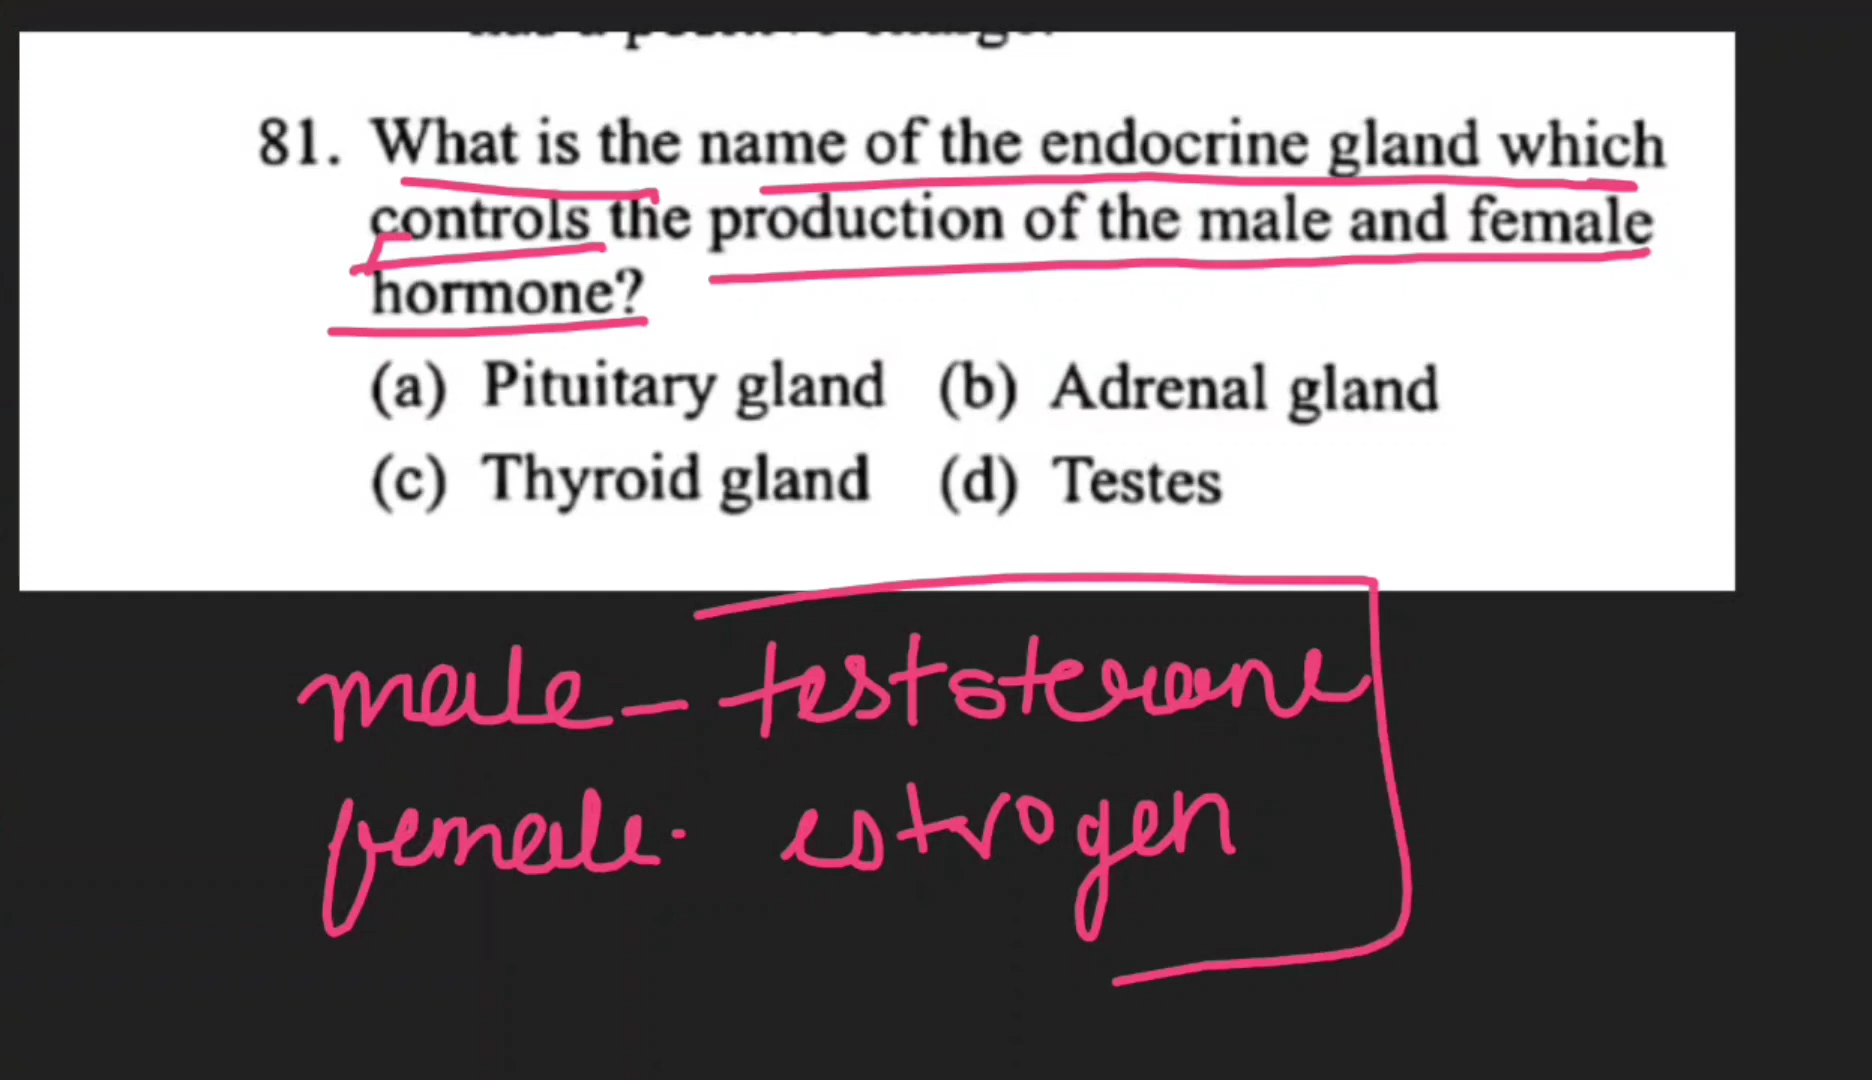 81. What is the name of the endocrine gland which
controls the production of the male and female
hormone?
(a) Pituitary gland (b) Adrenal gland
(c) Thyroid gland (d) Testes
male - teststerone
female. estrogen